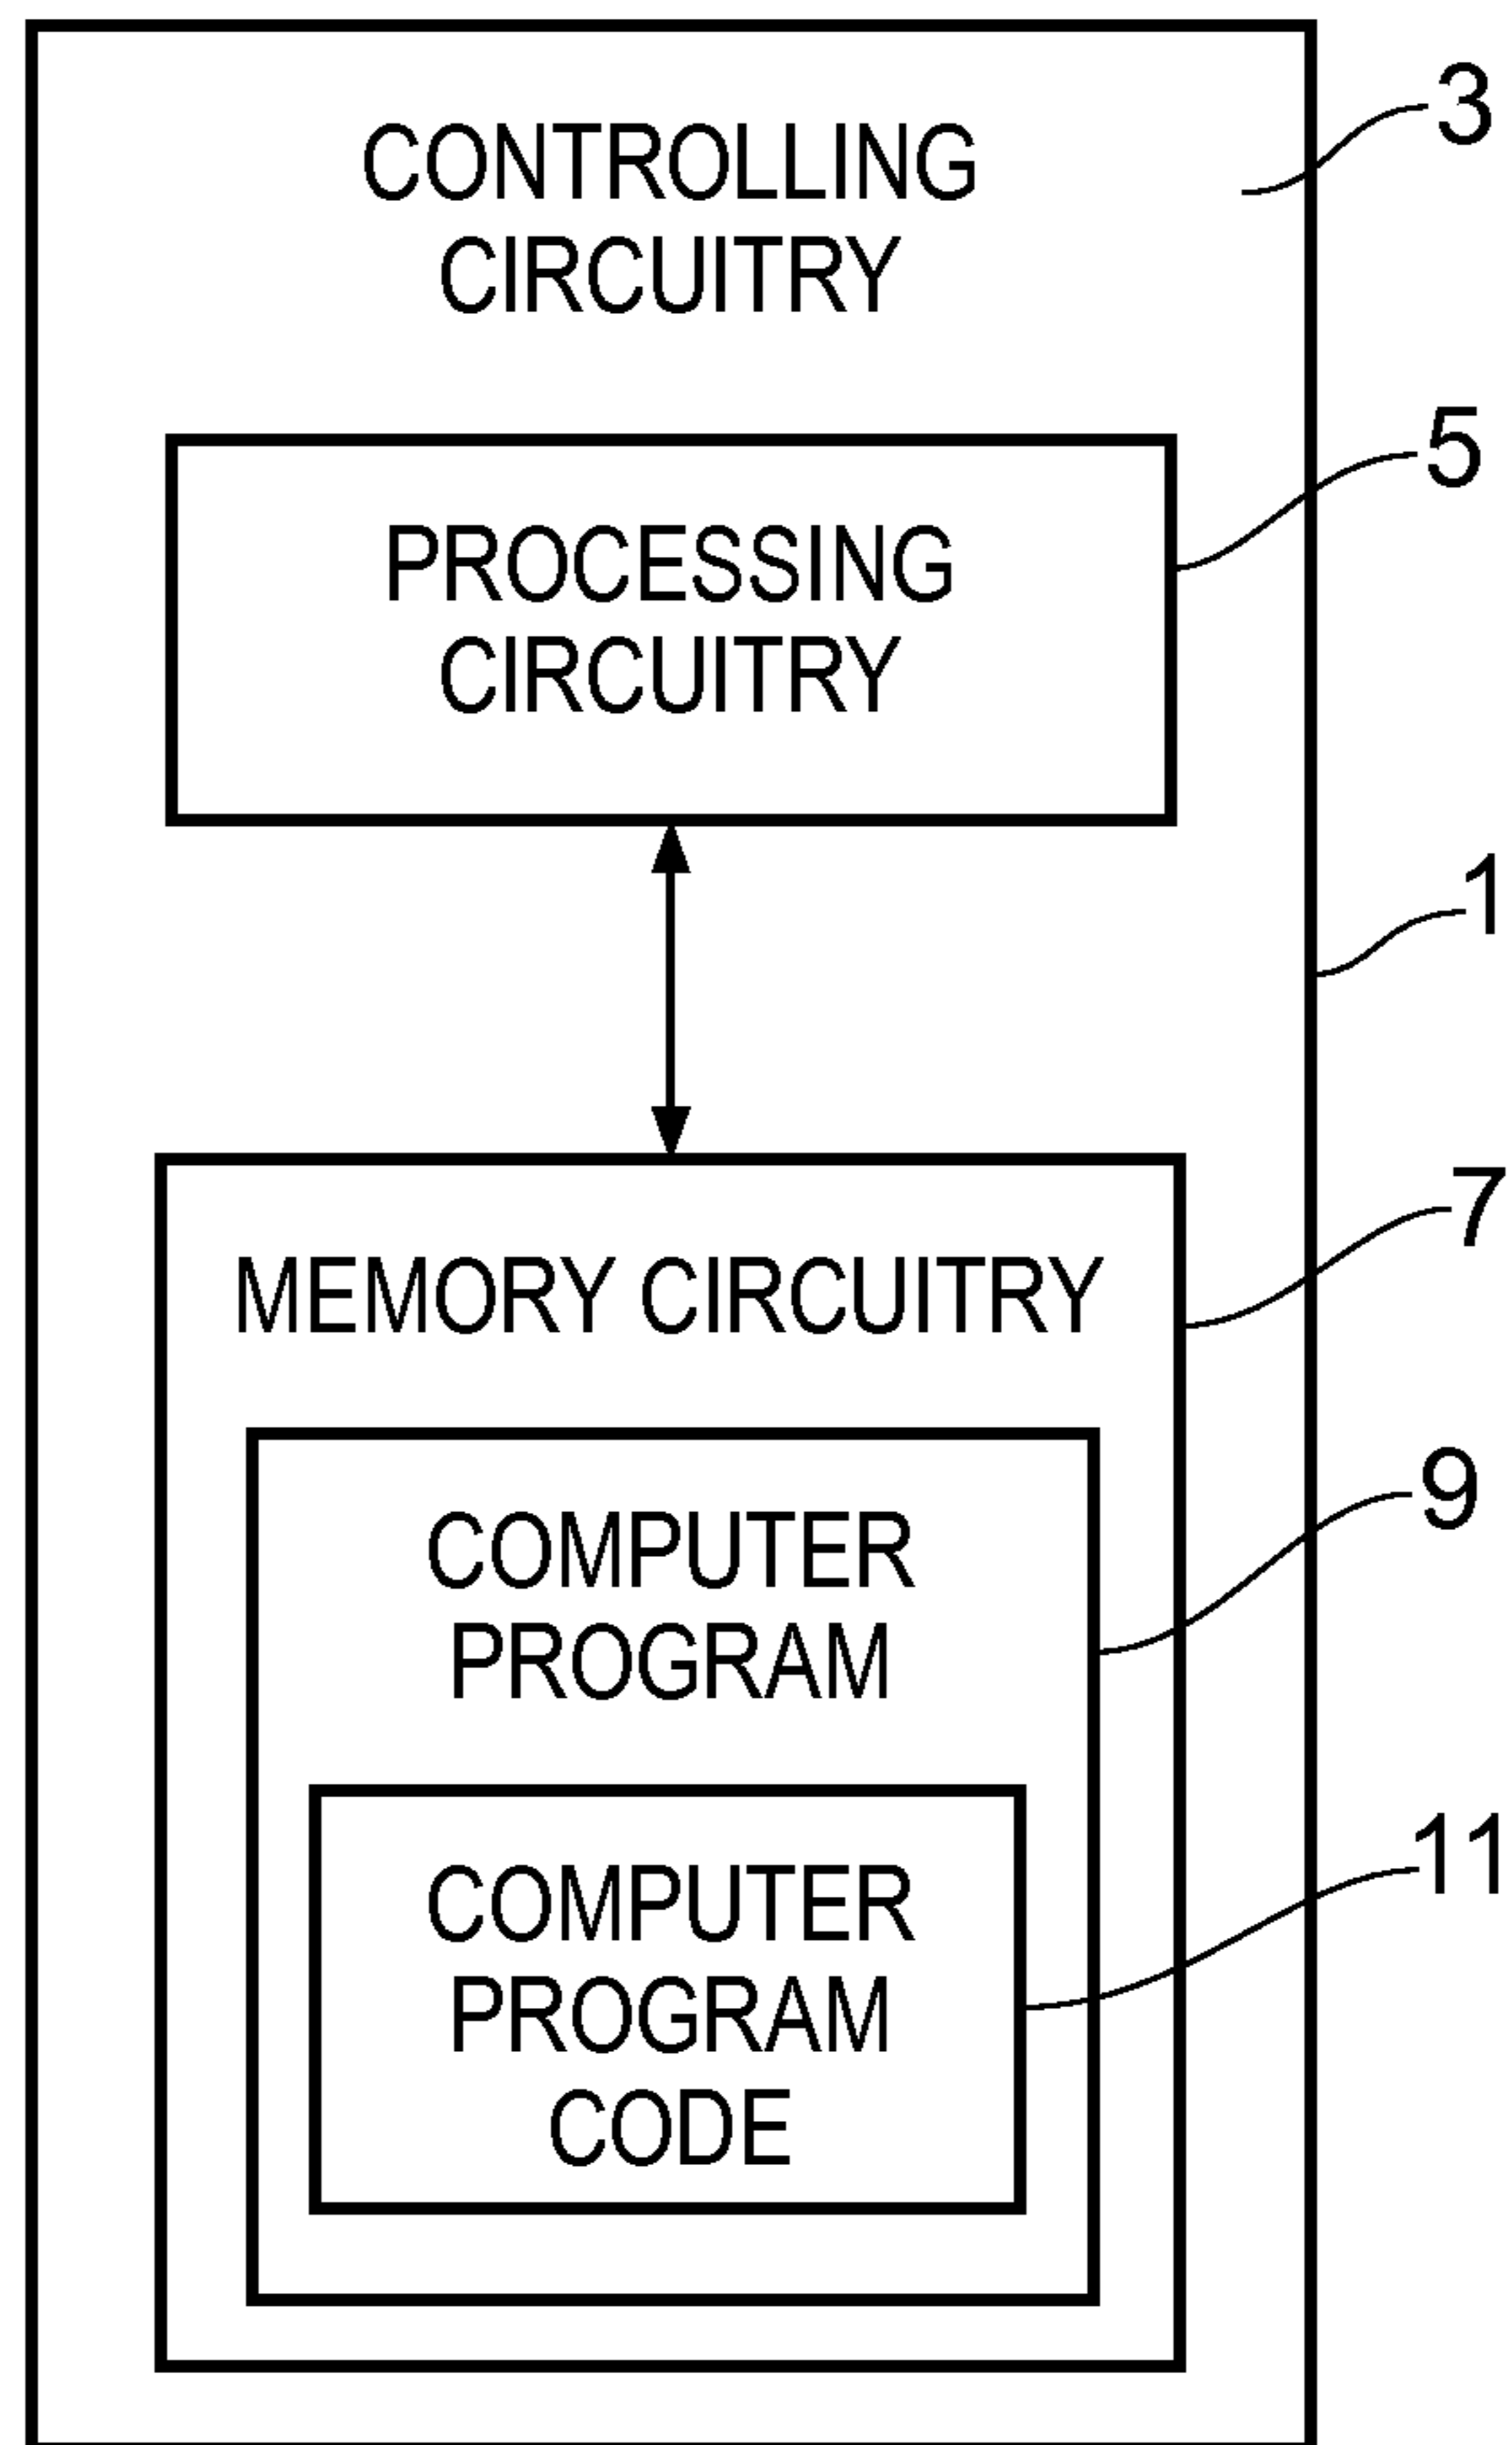 3
CONTROLLING
CIRCUITRY
5
PROCESSING
CIRCUITRY
1
7
MEMORY CIRCUITRY
9
COMPUTER
PROGRAM
11
COMPUTER
PROGRAM
CODE